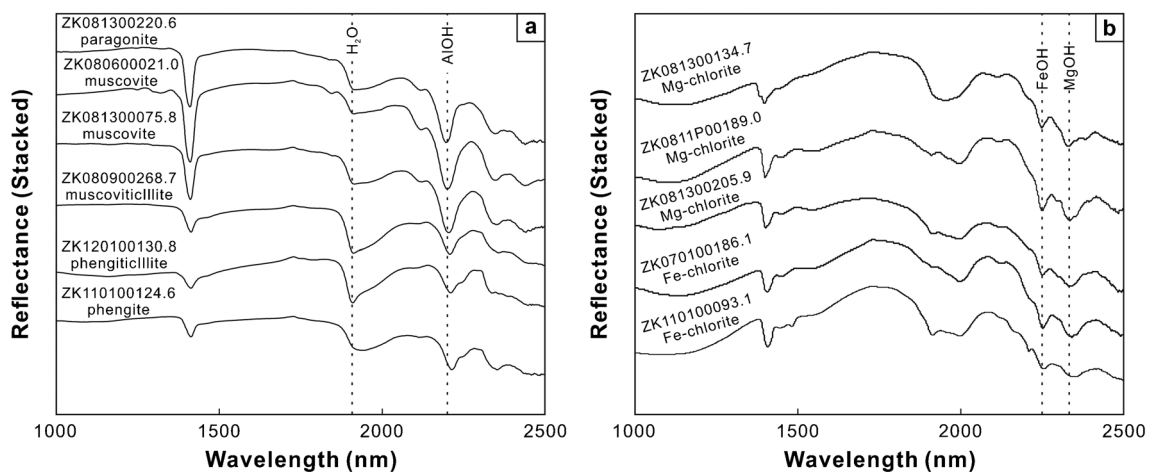 a
ZK081300220.6
paragonite
ZK080600021.0
muscovite
ZK081300075.8
muscovite
ZK080900268.7
muscoviticIllite
ZK120100130.8
phengiticIllite
ZK110100124.6
phengite
H₂O
AlOH
Reflectance (Stacked)
1000 1500 2000 2500
Wavelength (nm)
b
ZK081300134.7
Mg-chlorite
ZK0811P00189.0
Mg-chlorite
ZK081300205.9
Mg-chlorite
ZK070100186.1
Fe-chlorite
ZK110100093.1
Fe-chlorite
FeOH
MgOH
Reflectance (Stacked)
1000 1500 2000 2500
Wavelength (nm)